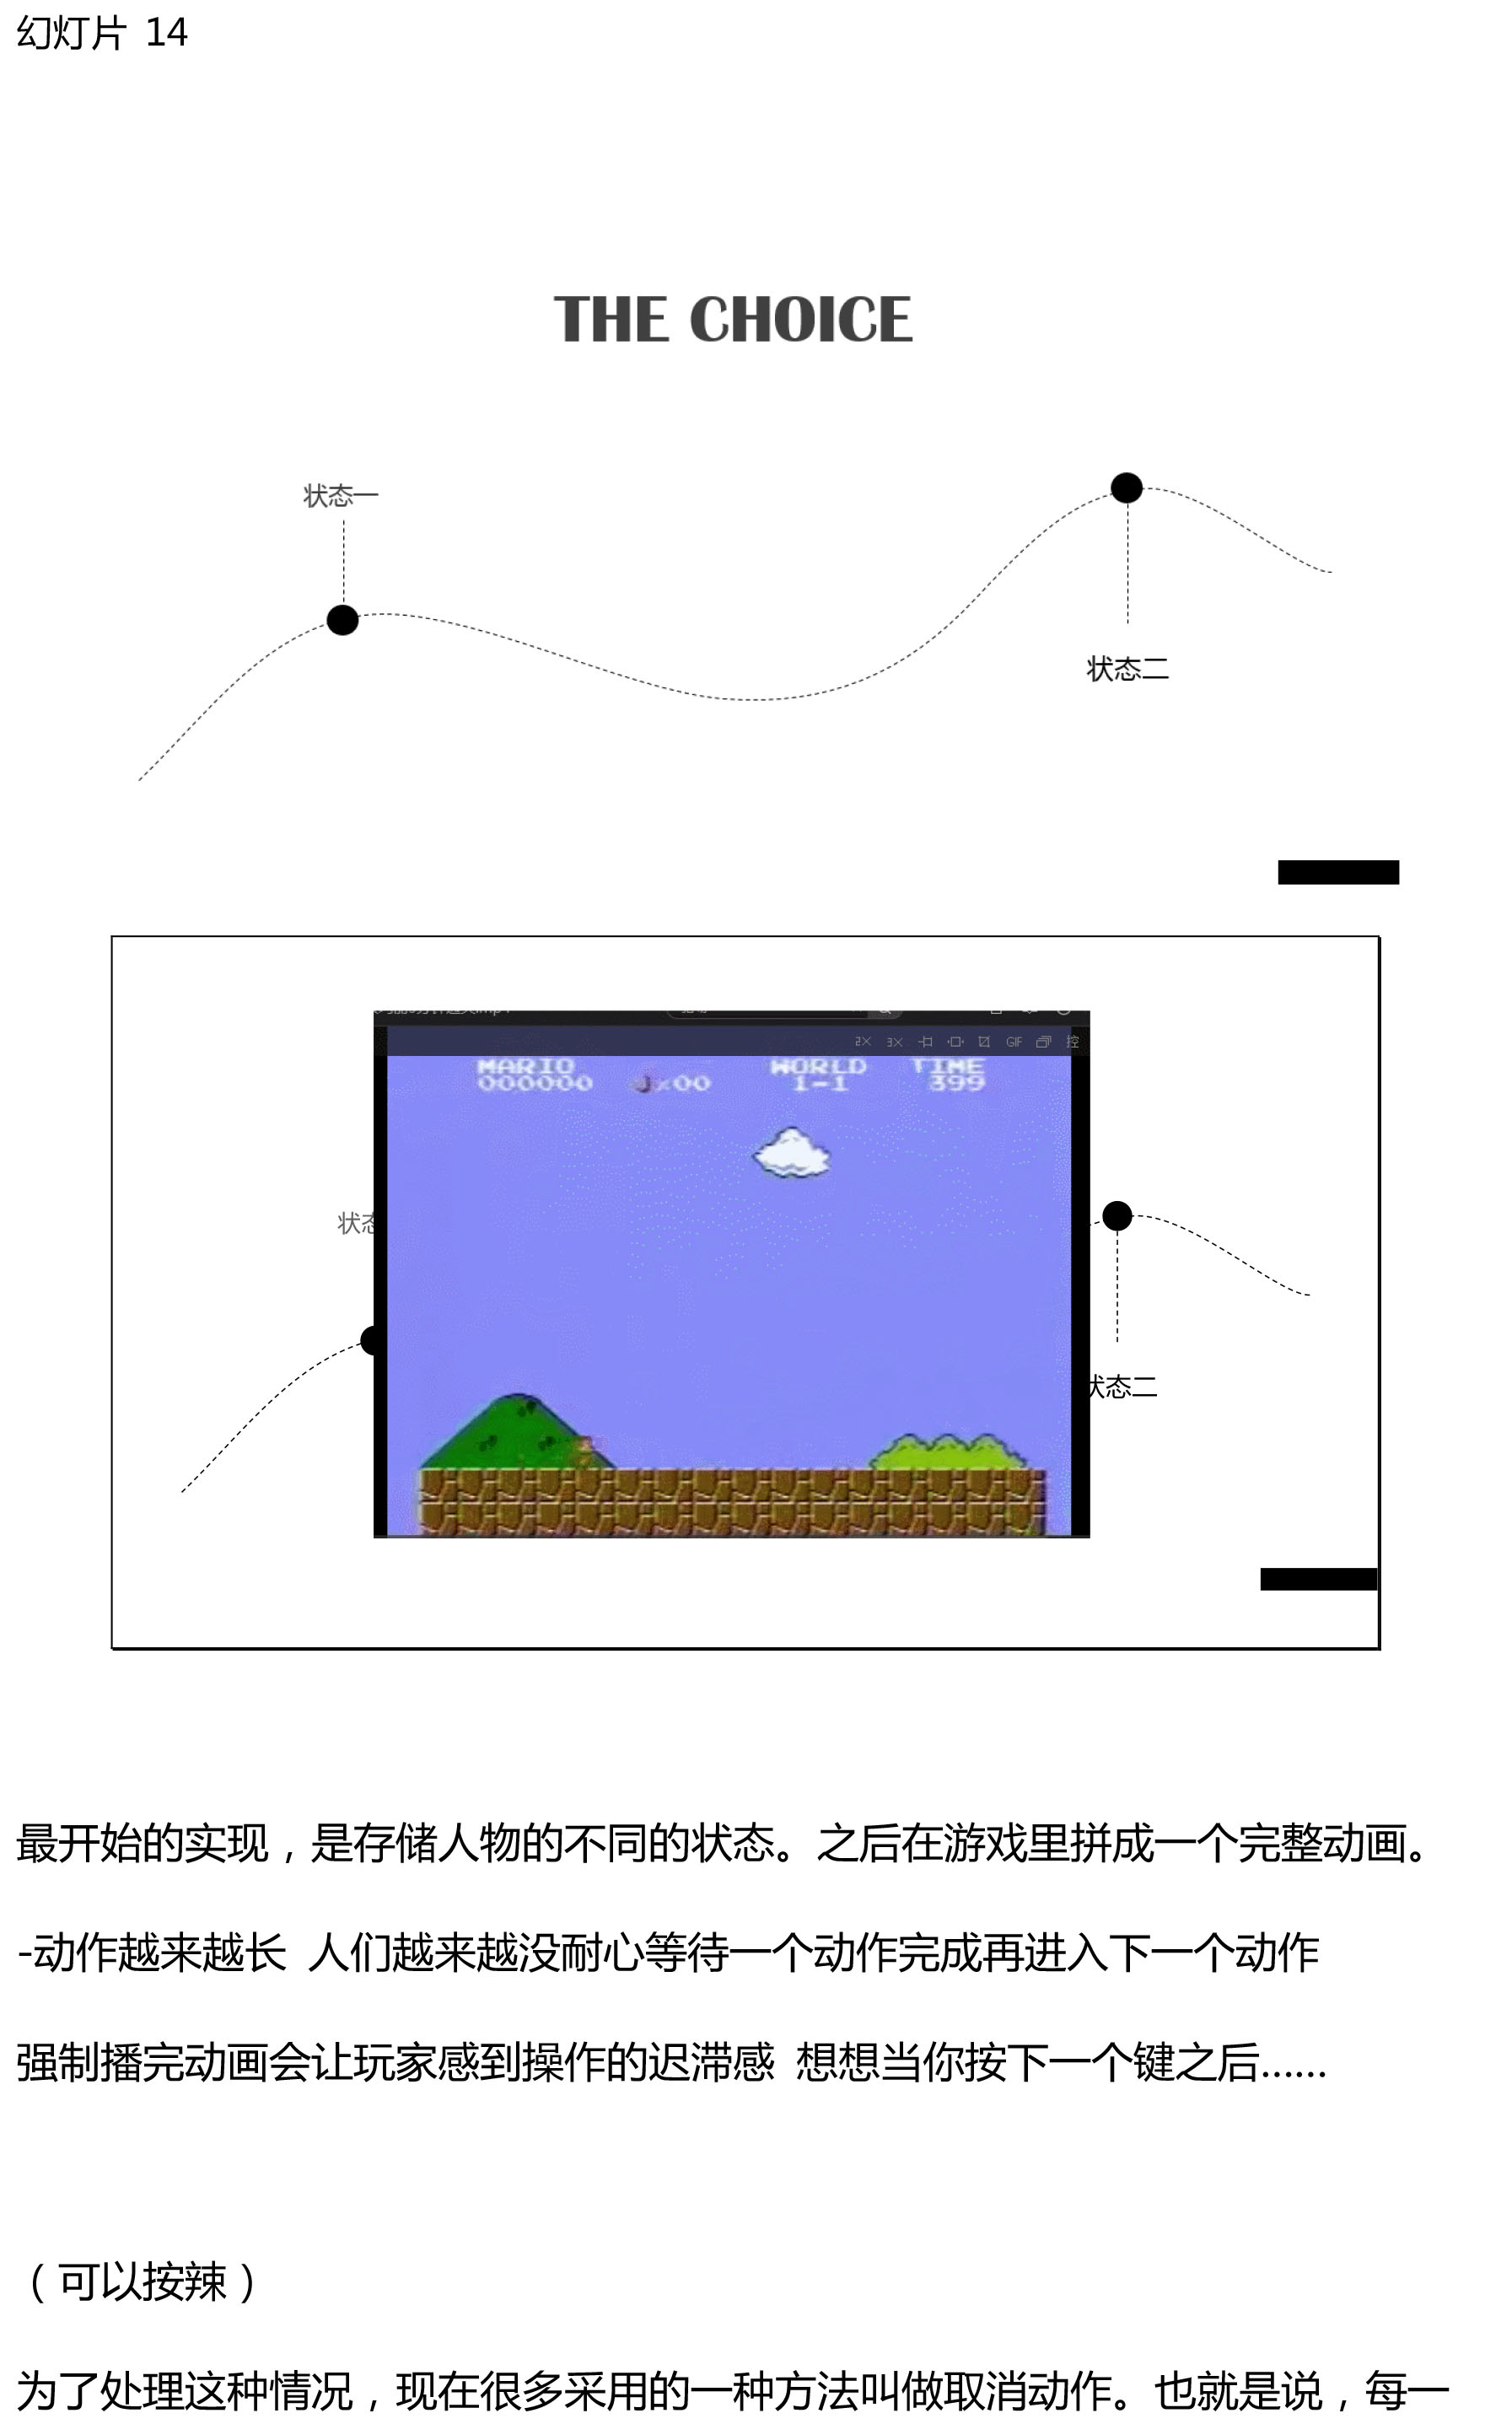 幻灯片 14
THE CHOICE
状态一
状态二
2X 3X GIF 控
MARIO WORLD TIME
000000 x00 1-1 399
状态
状态二
最开始的实现，是存储人物的不同的状态。之后在游戏里拼成一个完整动画。
-动作越来越长 人们越来越没耐心等待一个动作完成再进入下一个动作
强制播完动画会让玩家感到操作的迟滞感 想想当你按下一个键之后……
（可以按辣）
为了处理这种情况，现在很多采用的一种方法叫做取消动作。也就是说，每一